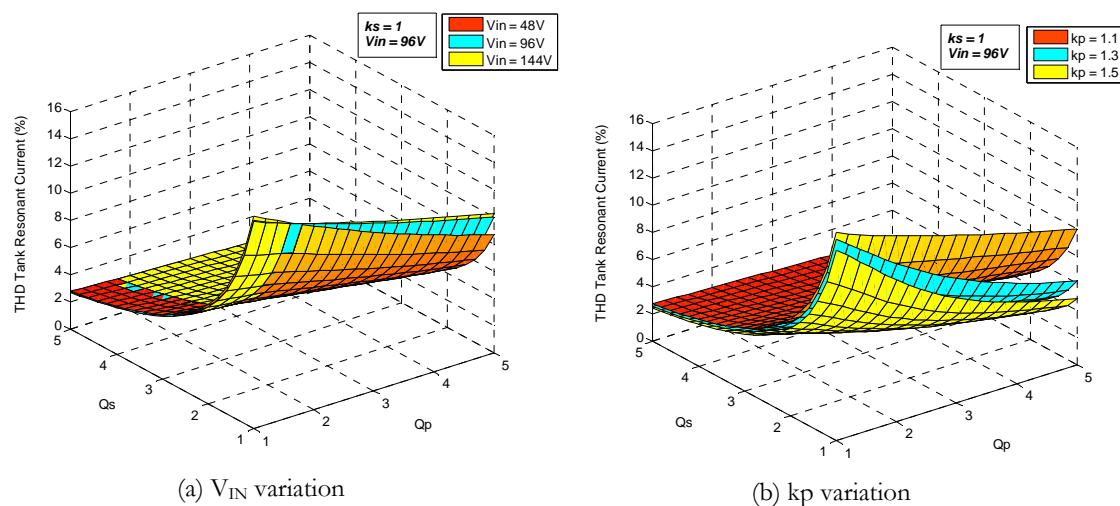 ks = 1
Vin = 96V
Vin = 48V
Vin = 96V
Vin = 144V
THD Tank Resonant Current (%)
16
14
12
10
8
6
4
2
0
5
4
3
2
1
Qs
1
2
3
4
5
Qp
(a) VIN variation
ks = 1
Vin = 96V
kp = 1.1
kp = 1.3
kp = 1.5
THD Tank Resonant Current (%)
16
14
12
10
8
6
4
2
0
5
4
3
2
1
Qs
1
2
3
4
5
Qp
(b) kp variation